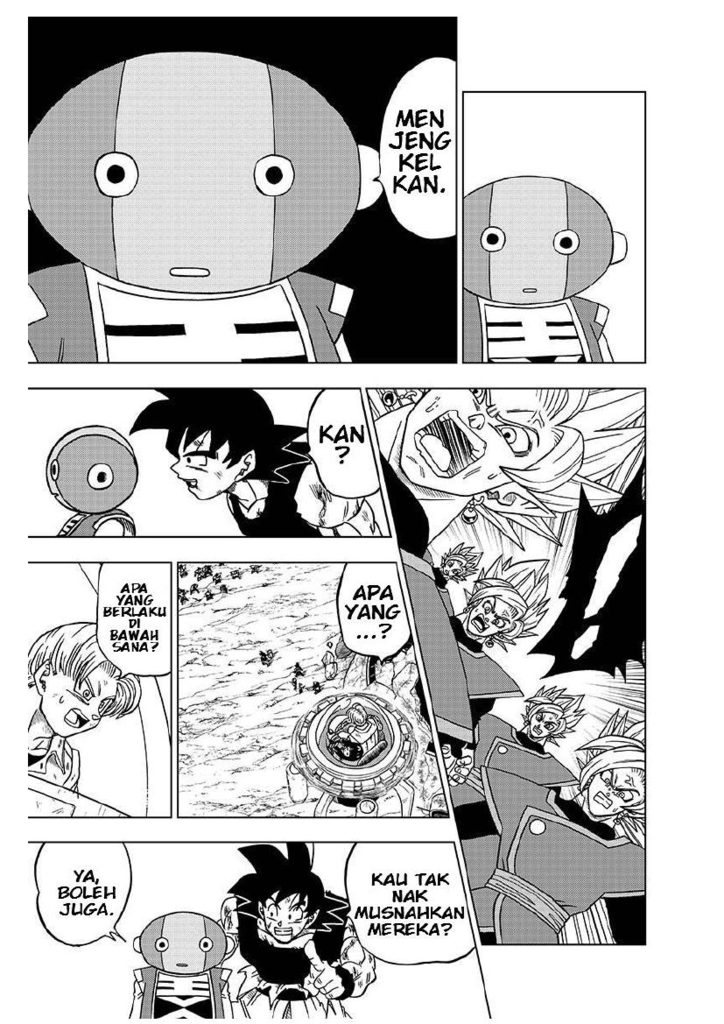 MEN
JENG
KEL
KAN.
!!
KAN
?
APA
YANG
...?
APA
YANG
BERLAKU
DI
BAWAH
SANA?
KAU TAK
NAK
MUSNAHKAN
MEREKA?
YA,
BOLEH
JUGA.